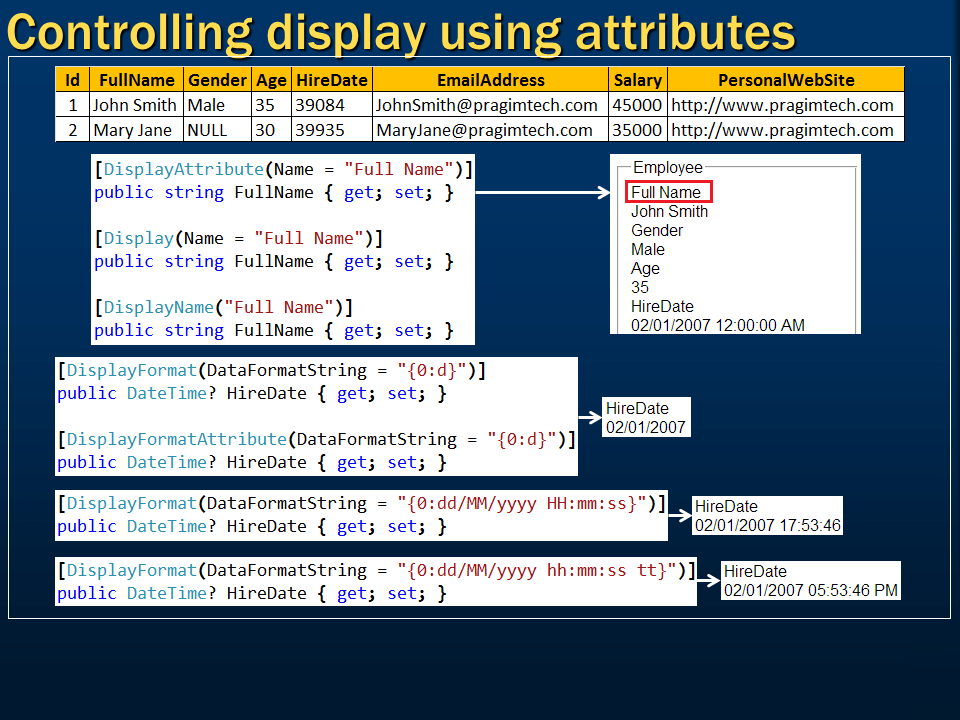 Controlling display using attributes
Id FullName Gender Age HireDate EmailAddress Salary PersonalWebSite
1 John Smith Male 35 39084 JohnSmith@pragimtech.com 45000 http://www.pragimtech.com
2 Mary Jane NULL 30 39935 MaryJane@pragimtech.com 35000 http://www.pragimtech.com
[DisplayAttribute(Name = "Full Name")]
public string FullName { get; set; }
[Display(Name = "Full Name")]
public string FullName { get; set; }
[DisplayName("Full Name")]
public string FullName { get; set; }
Employee
Full Name
John Smith
Gender
Male
Age
35
HireDate
02/01/2007 12:00:00 AM
[DisplayFormat(DataFormatString = "{0:d}")]
public DateTime? HireDate { get; set; }
[DisplayFormatAttribute(DataFormatString = "{0:d}")]
public DateTime? HireDate { get; set; }
HireDate
02/01/2007
[DisplayFormat(DataFormatString = "{0:dd/MM/yyyy HH:mm:ss}")]
public DateTime? HireDate { get; set; }
HireDate
02/01/2007 17:53:46
[DisplayFormat(DataFormatString = "{0:dd/MM/yyyy hh:mm:ss tt}")]
public DateTime? HireDate { get; set; }
HireDate
02/01/2007 05:53:46 PM